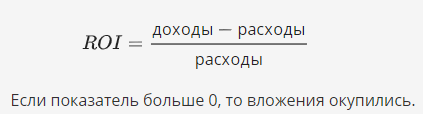 ROI = доходы — расходы
расходы
Если показатель больше 0, то вложения окупились.